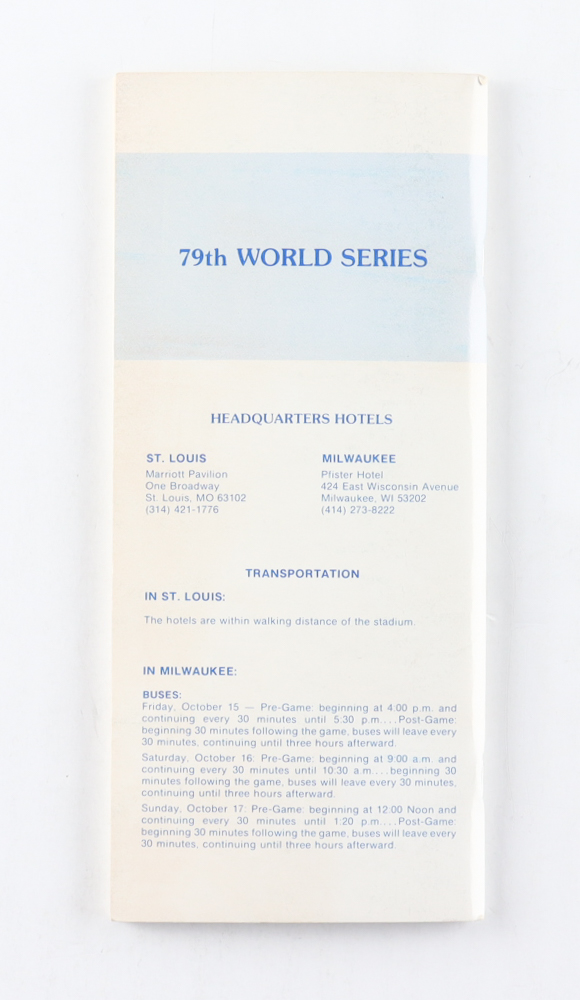 79th WORLD SERIES
HEADQUARTERS HOTELS
ST. LOUIS
Marriott Pavilion
One Broadway
St. Louis, MO 63102
(314) 421-1776
MILWAUKEE
Pfister Hotel
424 East Wisconsin Avenue
Milwaukee, WI 53202
(414) 273-8222
TRANSPORTATION
IN ST. LOUIS:
The hotels are within walking distance of the stadium.
IN MILWAUKEE:
BUSES:
Friday, October 15 — Pre-Game: beginning at 4:00 p.m. and
continuing every 30 minutes until 5:30 p.m....Post-Game:
beginning 30 minutes following the game, buses will leave every
30 minutes, continuing until three hours afterward.
Saturday, October 16: Pre-Game: beginning at 9:00 a.m. and
continuing every 30 minutes until 10:30 a.m....beginning 30
minutes following the game, buses will leave every 30 minutes,
continuing until three hours afterward.
Sunday, October 17: Pre-Game: beginning at 12:00 Noon and
continuing every 30 minutes until 1:20 p.m....Post-Game:
beginning 30 minutes following the game, buses will leave every
30 minutes, continuing until three hours afterward.